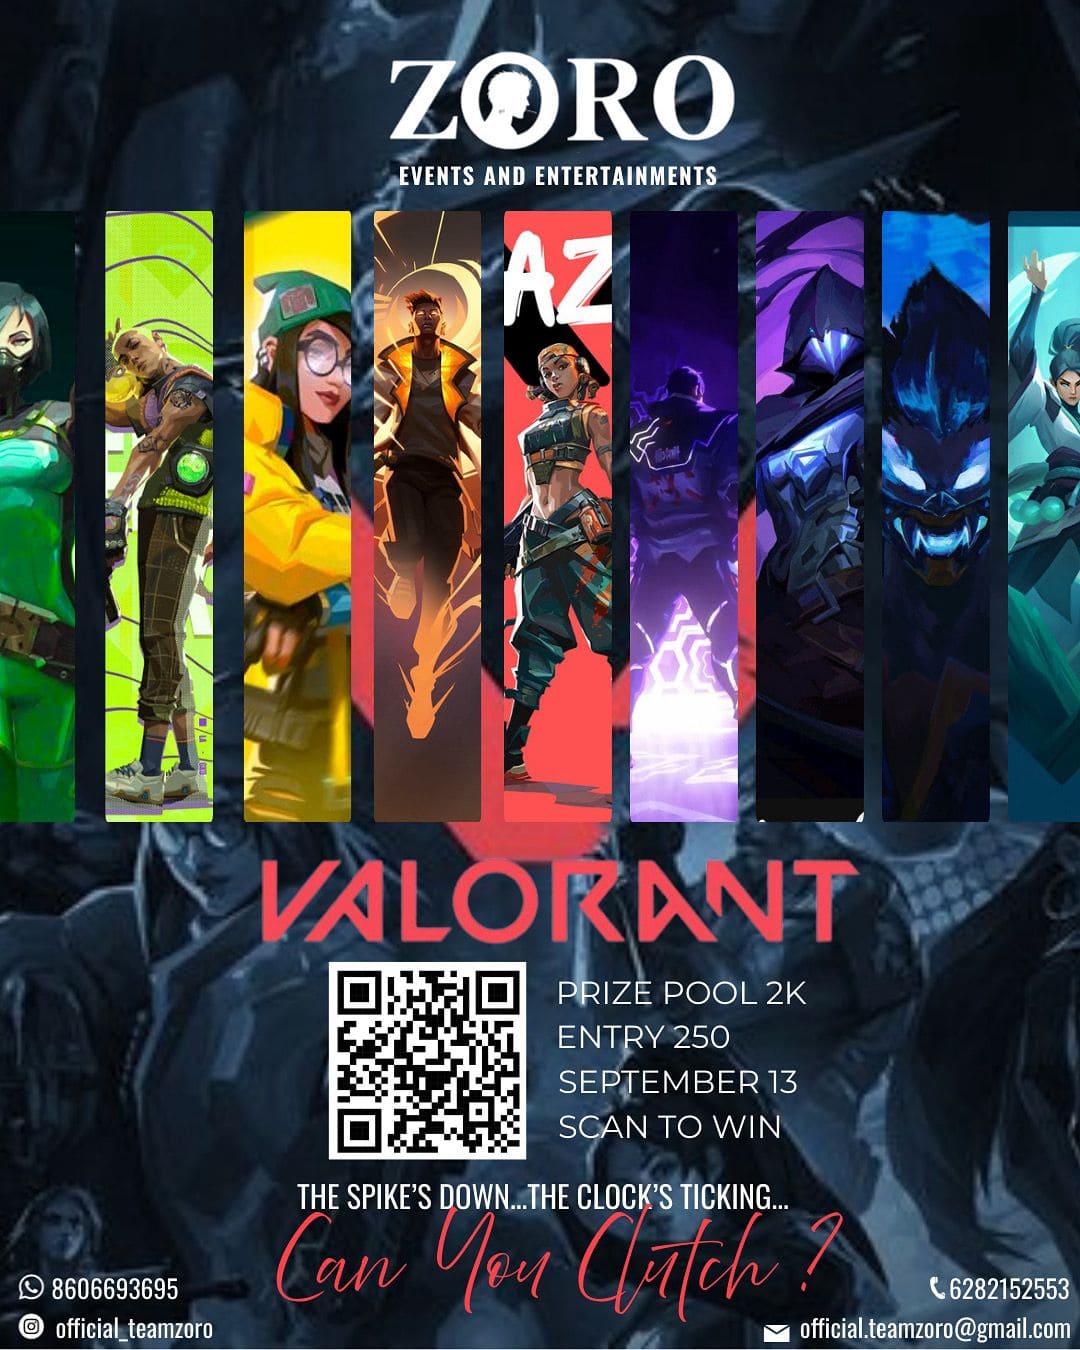 ZORO
EVENTS AND ENTERTAINMENTS
AZ
VALORANT
PRIZE POOL 2K
ENTRY 250
SEPTEMBER 13
SCAN TO WIN
THE SPIKE'S DOWN...THE CLOCK'S TICKING...
Can You Clutch ?
8606693695
official_teamzoro
6282152553
official.teamzoro@gmail.com